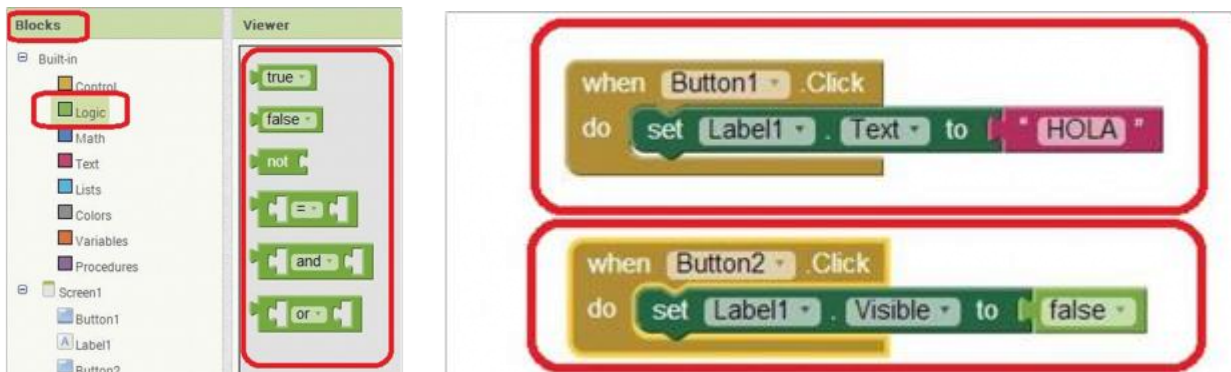 Blocks
Built-in
Control
Logic
Math
Text
Lists
Colors
Variables
Procedures
Screen1
Button1
Label1
Button2
Viewer
true
false
not
=
and
or
when Button1 .Click
do set Label1 . Text to " HOLA "
when Button2 .Click
do set Label1 . Visible to false